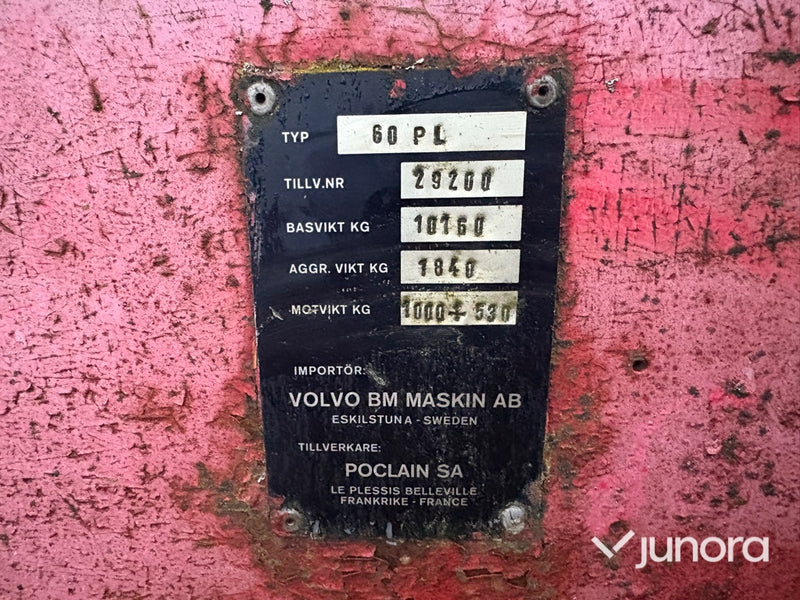 TYP 60 PL
TILLV.NR 29200
BASVIKT KG 10160
AGGR. VIKT KG 1840
MOTVIKT KG 1000+530
IMPORTÖR:
VOLVO BM MASKIN AB
ESKILSTUNA - SWEDEN
TILLVERKARE:
POCLAIN SA
LE PLESSIS BELLEVILLE
FRANKRIKE - FRANCE
junora